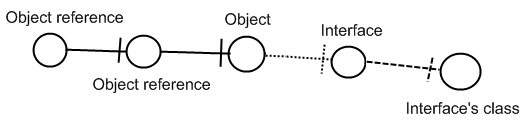 Object reference
Object reference
Object
Interface
Interface's class